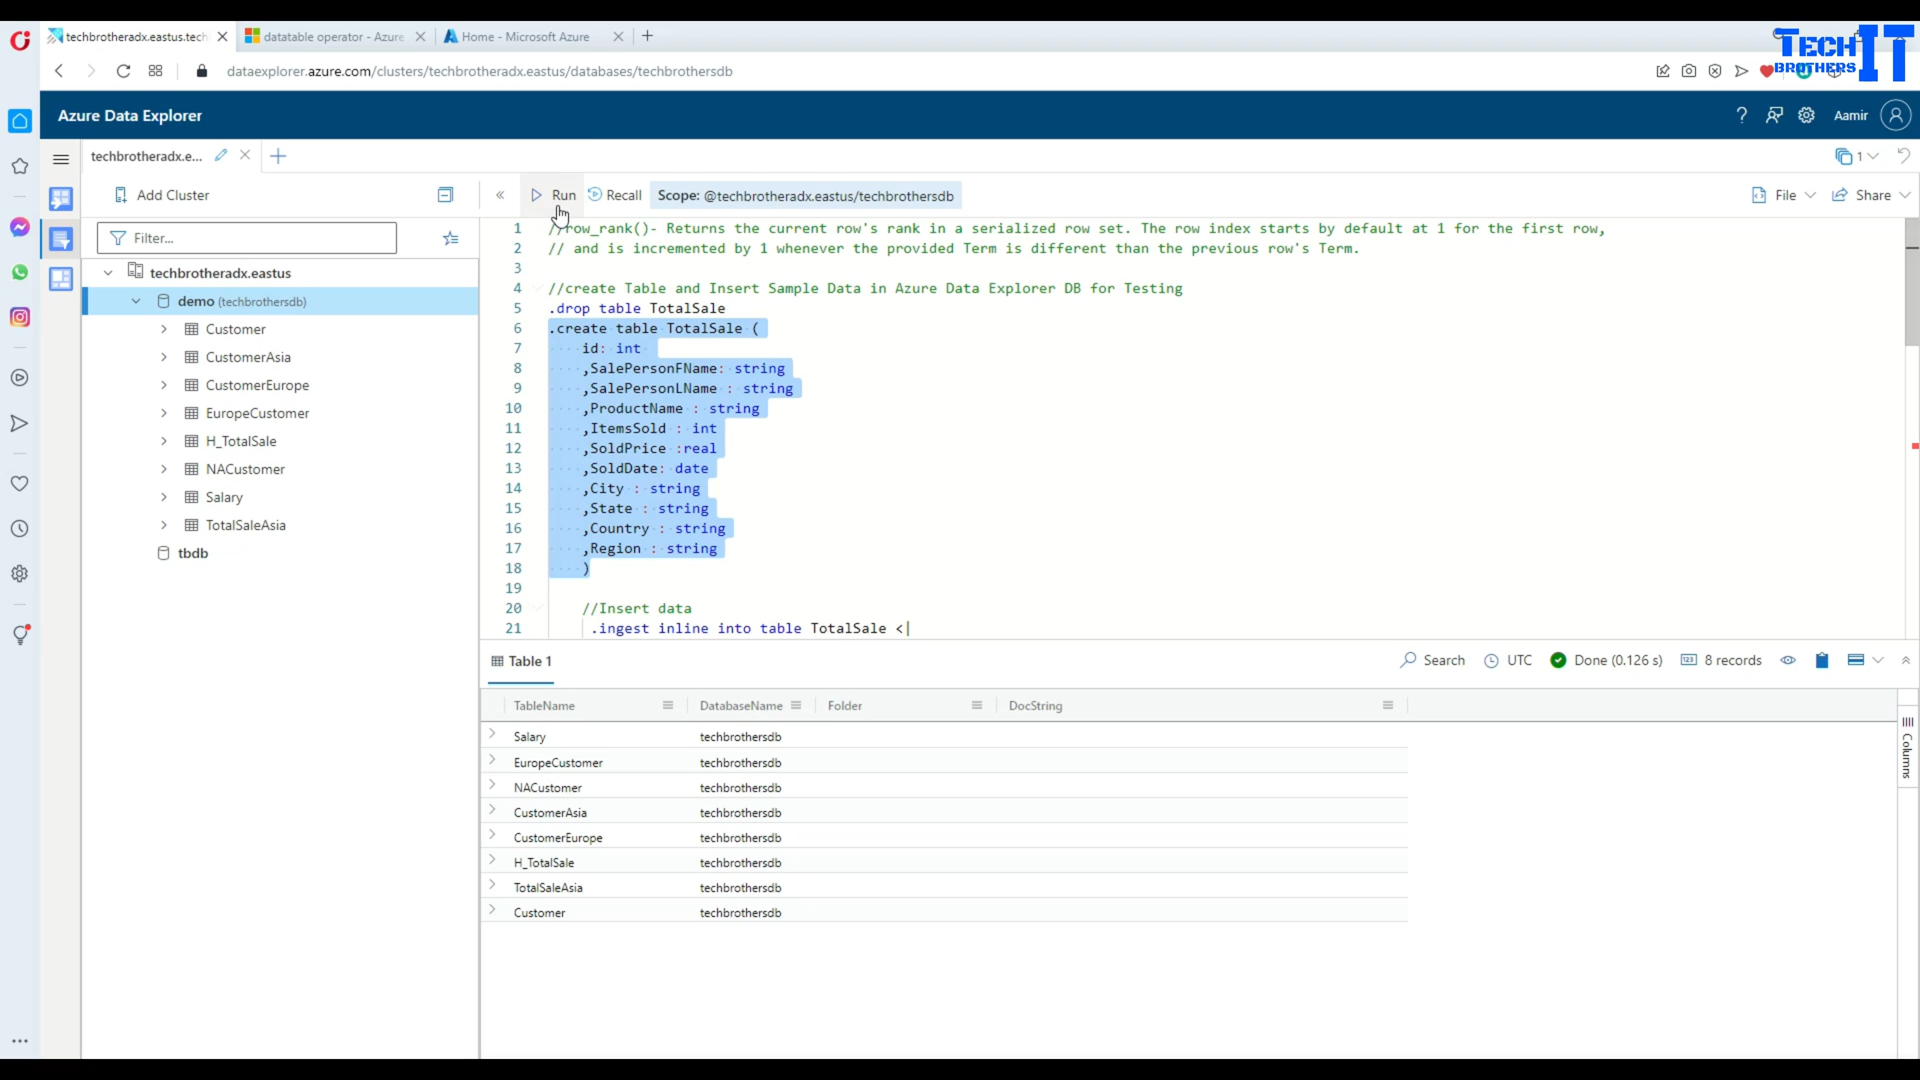 techbrotheradx.eastus.tech
datatable operator - Azure
Home - Microsoft Azure
TECH
BROTHERS
IT
dataexplorer.azure.com/clusters/techbrotheradx.eastus/databases/techbrothersdb
Azure Data Explorer
Aamir
techbrotheradx.e...
1
Add Cluster
Run
Recall
Scope: @techbrotheradx.eastus/techbrothersdb
File
Share
Filter...
techbrotheradx.eastus
demo (techbrothersdb)
Customer
CustomerAsia
CustomerEurope
EuropeCustomer
H_TotalSale
NACustomer
Salary
TotalSaleAsia
tbdb
1 //row_rank()- Returns the current row's rank in a serialized row set. The row index starts by default at 1 for the first row,
2 // and is incremented by 1 whenever the provided Term is different than the previous row's Term.
3
4 //create Table and Insert Sample Data in Azure Data Explorer DB for Testing
5 .drop table TotalSale
6 .create table TotalSale (
7 id: int
8 ,SalePersonFName: string
9 ,SalePersonLName : string
10 ,ProductName : string
11 ,ItemsSold : int
12 ,SoldPrice :real
13 ,SoldDate: date
14 ,City : string
15 ,State : string
16 ,Country : string
17 ,Region : string
18 )
19
20 //Insert data
21 .ingest inline into table TotalSale <|
Table 1
Search
UTC
Done (0.126 s)
8 records
TableName DatabaseName Folder DocString
Salary techbrothersdb
EuropeCustomer techbrothersdb
NACustomer techbrothersdb
CustomerAsia techbrothersdb
CustomerEurope techbrothersdb
H_TotalSale techbrothersdb
TotalSaleAsia techbrothersdb
Customer techbrothersdb
Columns